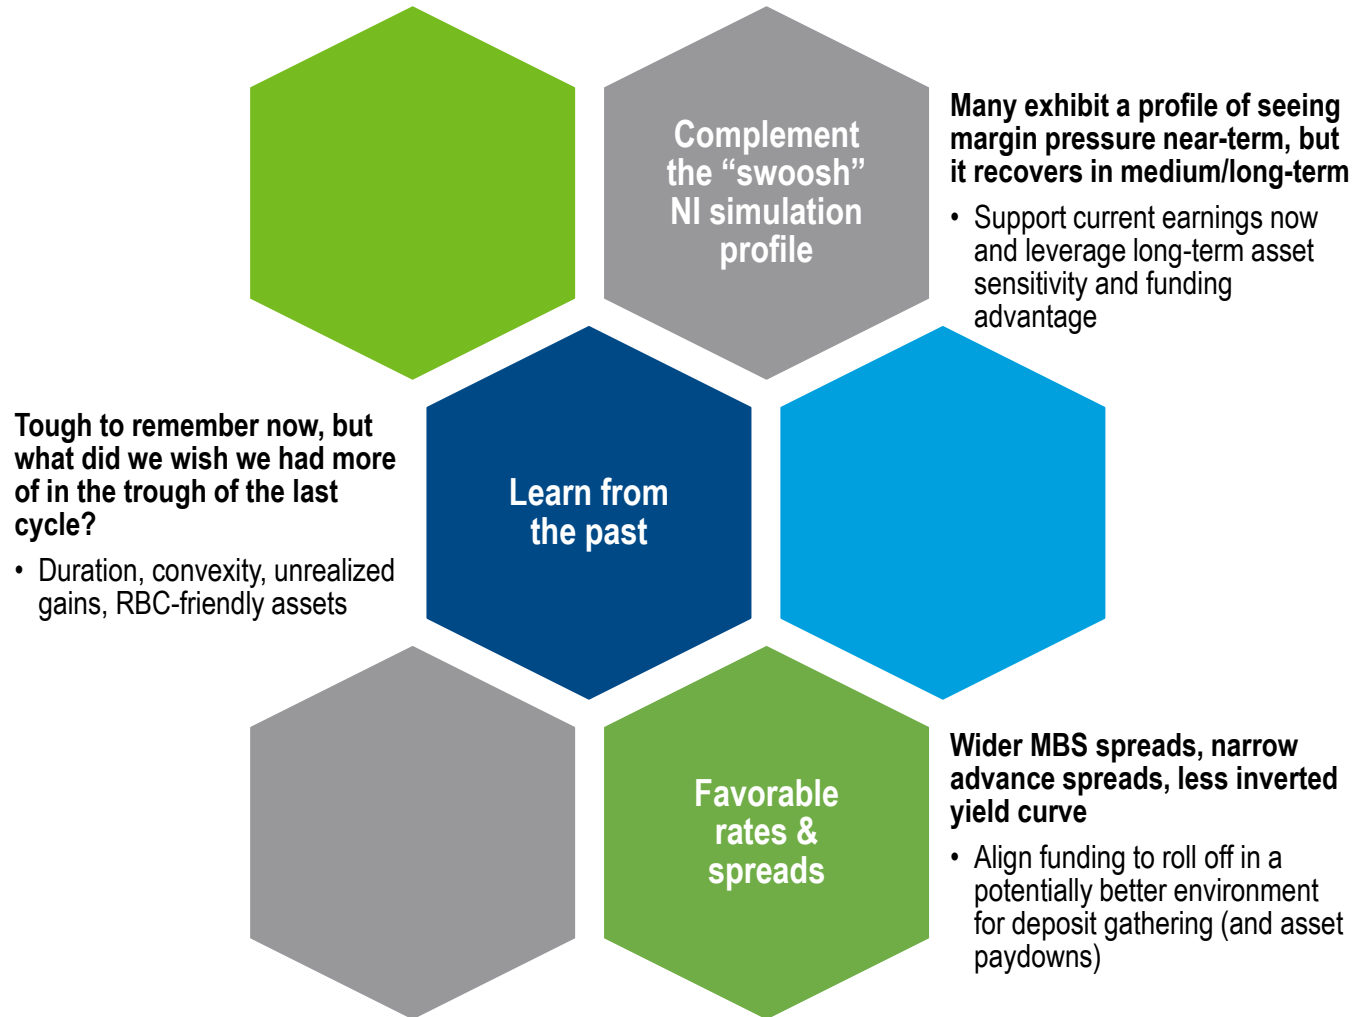 Complement
the “swoosh”
NI simulation
profile
Many exhibit a profile of seeing
margin pressure near-term, but
it recovers in medium/long-term
• Support current earnings now
and leverage long-term asset
sensitivity and funding
advantage
Tough to remember now, but
what did we wish we had more
of in the trough of the last
cycle?
• Duration, convexity, unrealized
gains, RBC-friendly assets
Learn from
the past
Favorable
rates &
spreads
Wider MBS spreads, narrow
advance spreads, less inverted
yield curve
• Align funding to roll off in a
potentially better environment
for deposit gathering (and asset
paydowns)